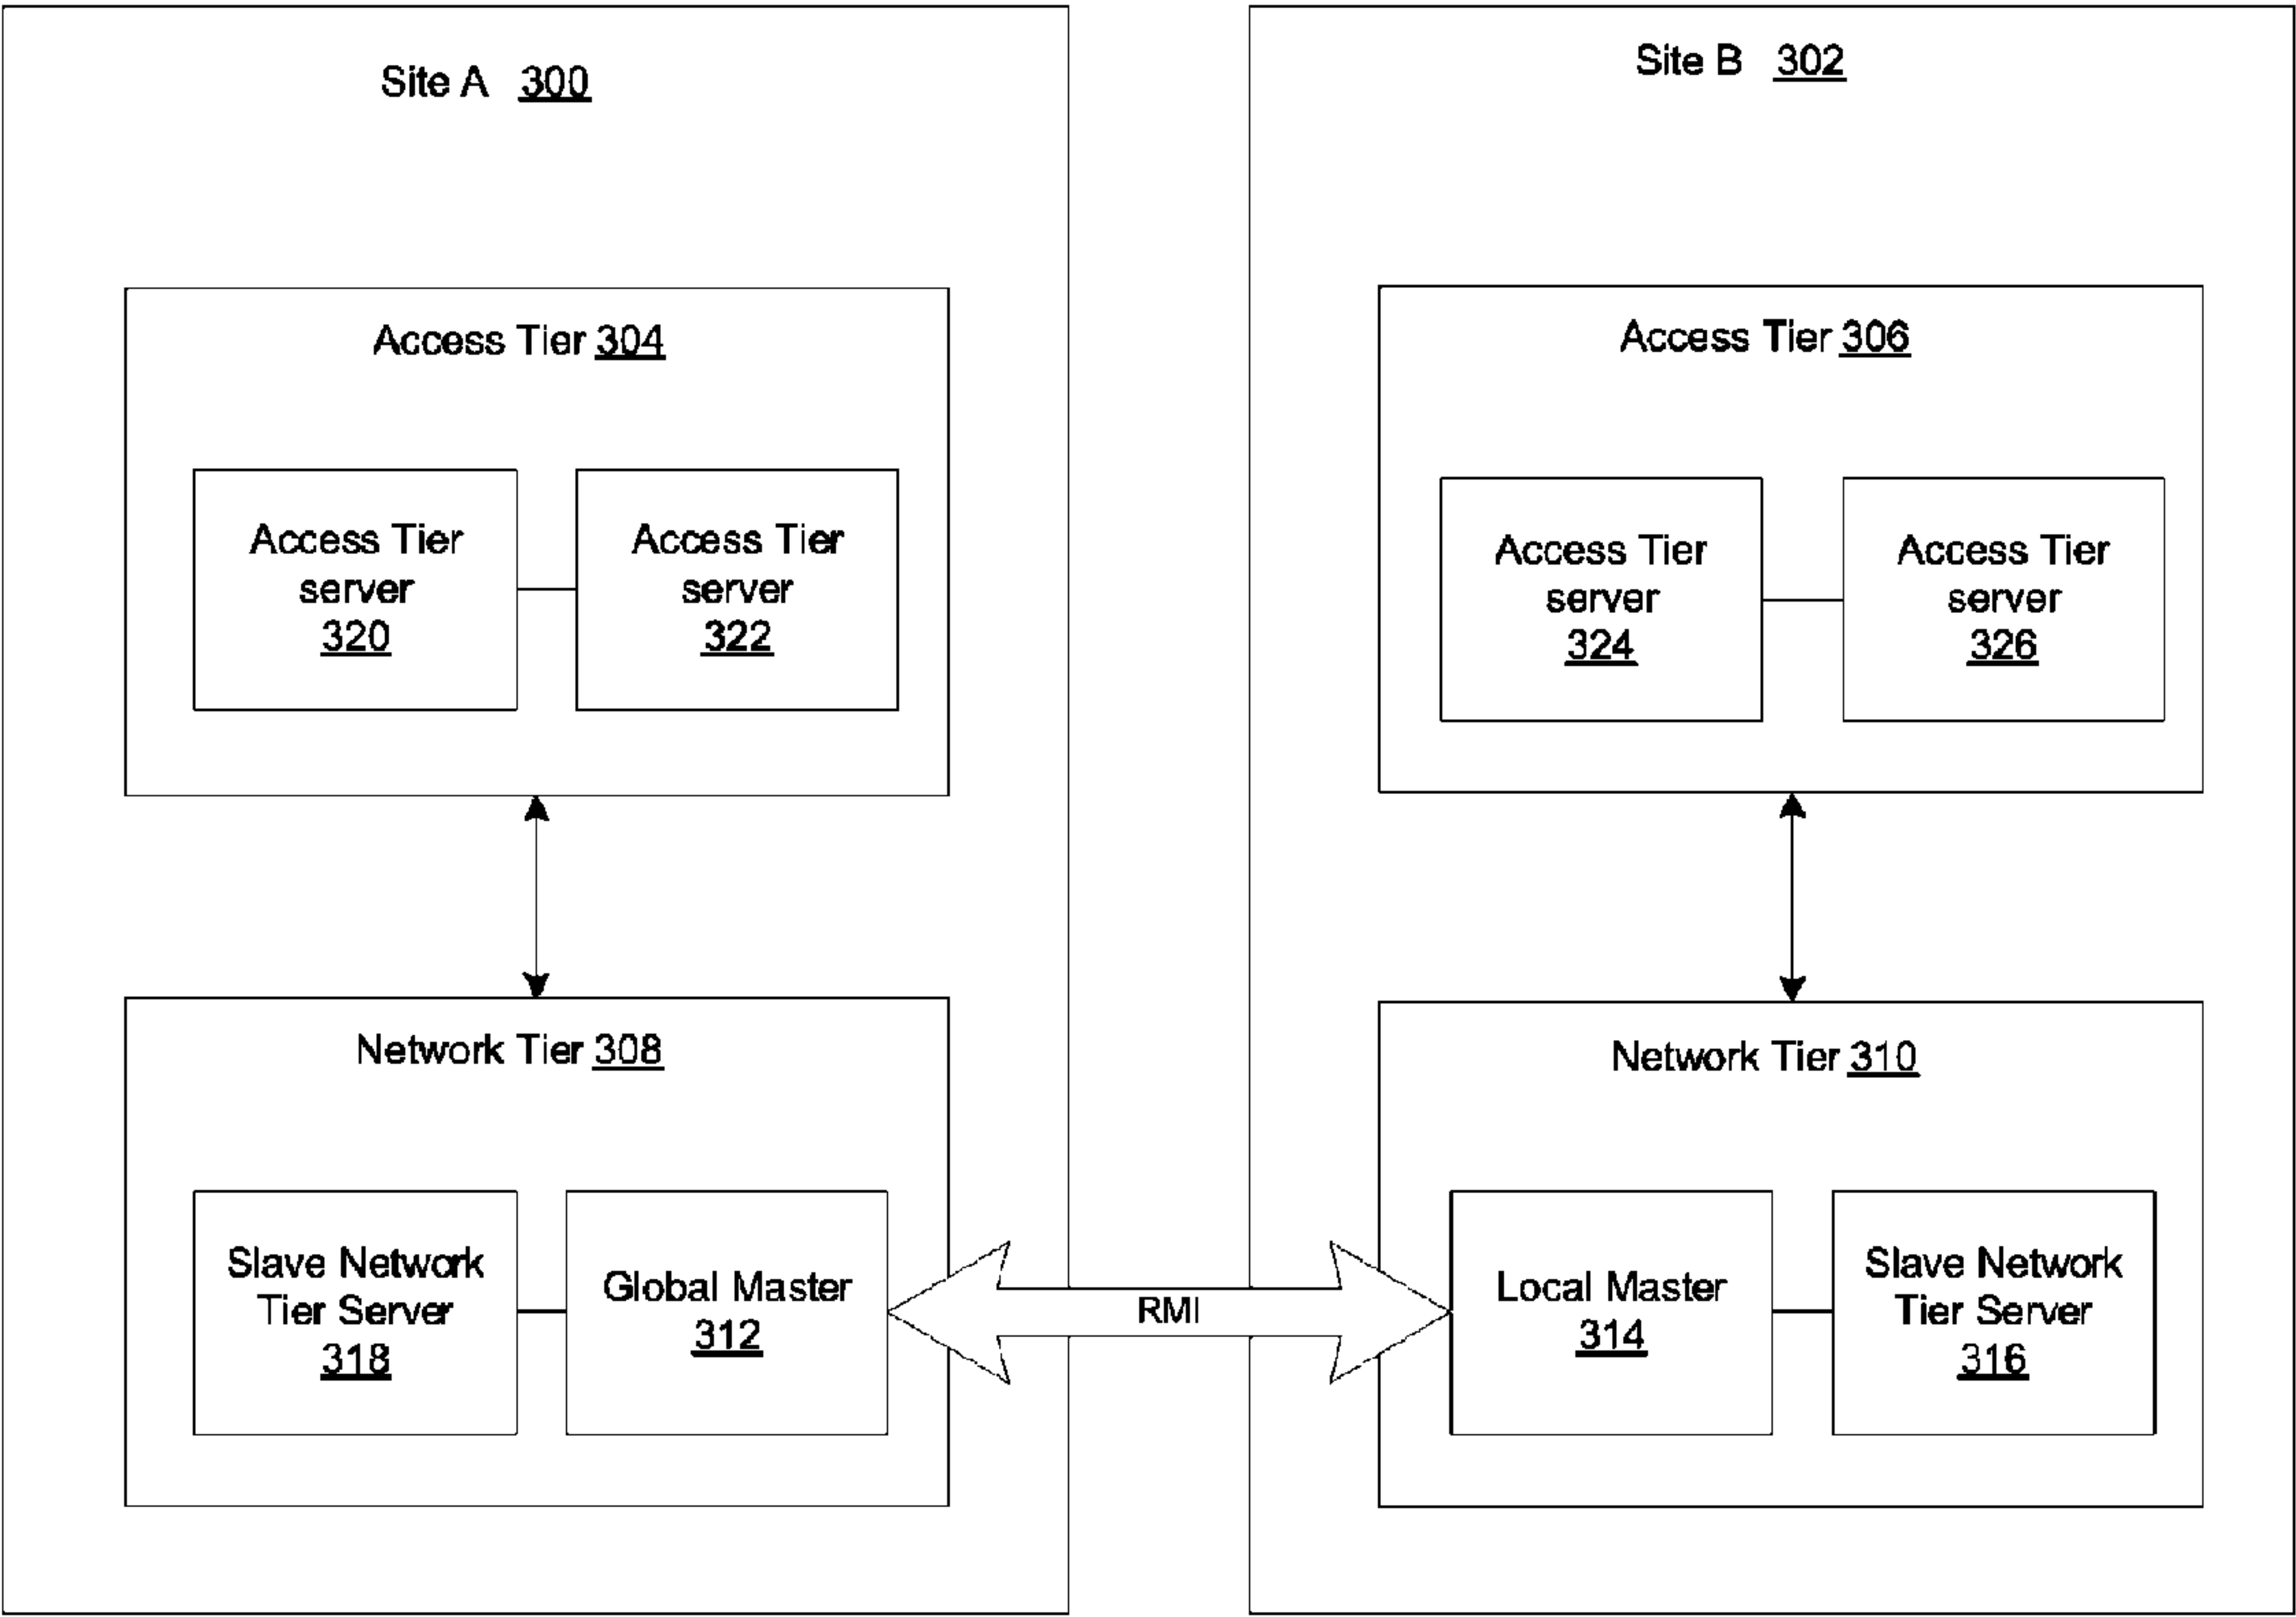 Site A 300
Access Tier 304
Access Tier
server
320
Access Tier
server
322
Network Tier 308
Slave Network
Tier Server
318
Global Master
312
RMI
Site B 302
Access Tier 306
Access Tier
server
324
Access Tier
server
326
Network Tier 310
Local Master
314
Slave Network
Tier Server
316